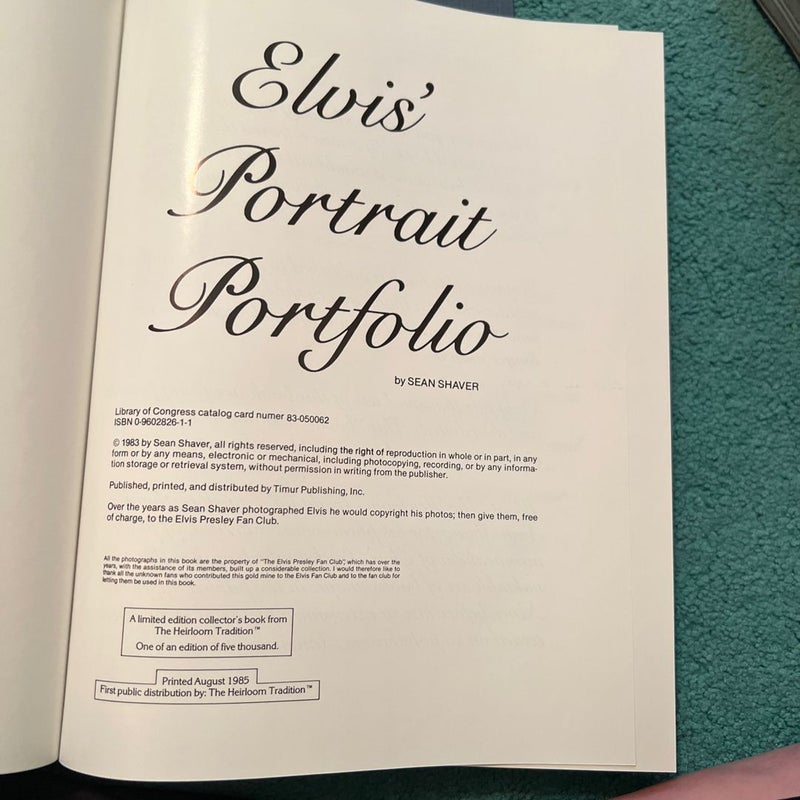 Elvis'
Portrait
Portfolio
by SEAN SHAVER
Library of Congress catalog card numer 83-050062
ISBN 0-9602826-1-1
© 1983 by Sean Shaver, all rights reserved, including the right of reproduction in whole or in part, in any
form or by any means, electronic or mechanical, including photocopying, recording, or by any informa-
tion storage or retrieval system, without permission in writing from the publisher.
Published, printed, and distributed by Timur Publishing, Inc.
Over the years as Sean Shaver photographed Elvis he would copyright his photos; then give them, free
of charge, to the Elvis Presley Fan Club.
All the photographs in this book are the property of "The Elvis Presley Fan Club", which has over the
years, with the assistance of its members, built up a considerable collection. I would therefore like to
thank all the unknown fans who contributed this gold mine to the Elvis Fan Club and to the fan club for
letting them be used in this book.
A limited edition collector's book from
The Heirloom Tradition™
One of an edition of five thousand.
Printed August 1985
First public distribution by: The Heirloom Tradition™